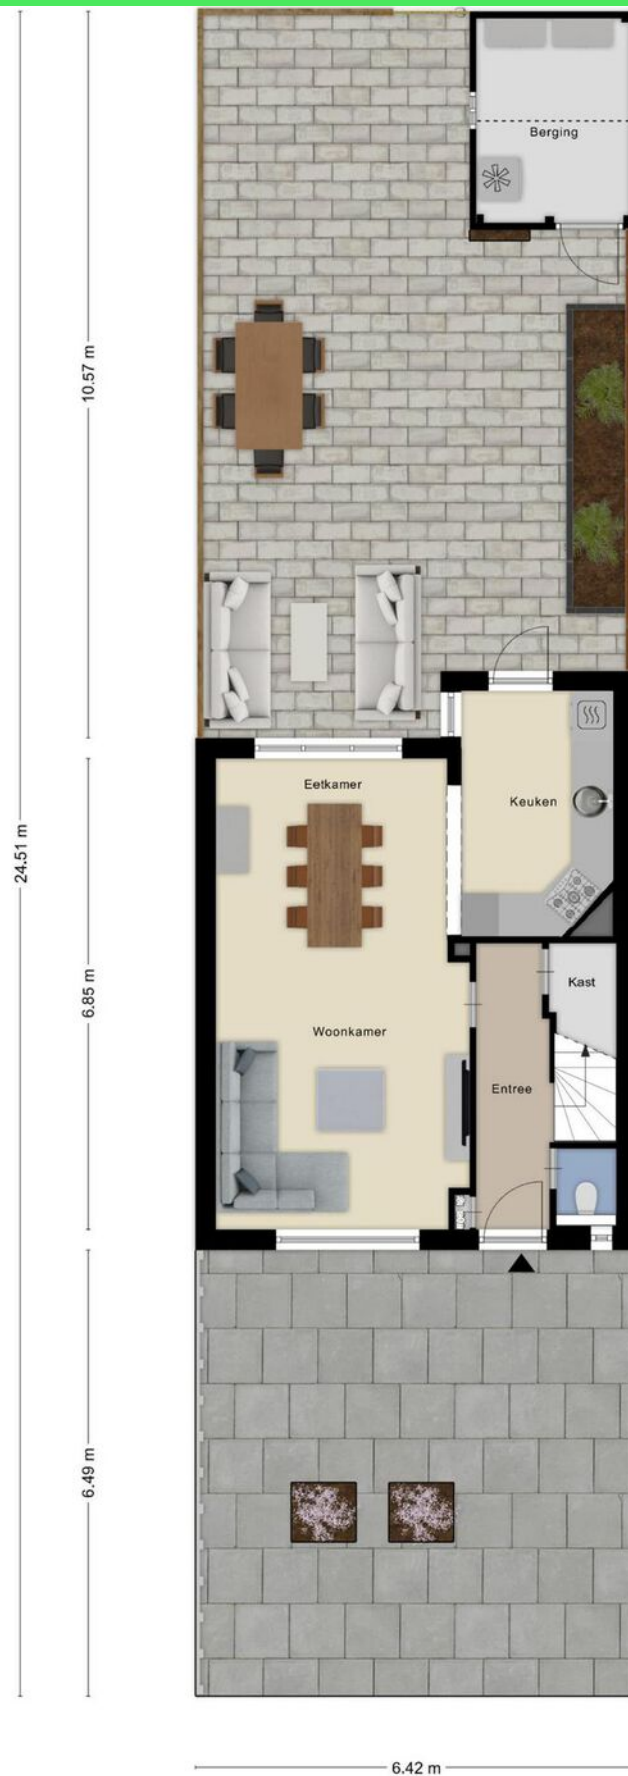 Berging
10.57 m
Eetkamer
Keuken
24.51 m
6.85 m
Kast
Woonkamer
Entree
6.49 m
6.42 m